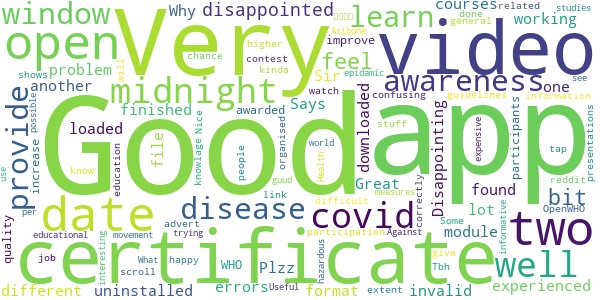 window
open
Very
Why
disappointed
courses
related
done
studies
learn
general
working
Asibone
improve
video
will
higher
chance
contest
kinda
feel
Sir
epidemic
problem
another
midnight
shows
possible
provide
increase
finished
awarded
watch
confusing
guidelines
awareness
one
information
see
file
loaded
education
Nice
knowlage
people
organised
Says
world
Great
Health
stuff
downloaded
Disappointing
participants
found
lot
expensive
bit
tap
reddit
presentations
Good
app
know
use
date
disease
guud
covid
measures
correctly
Some
module
OpenWHO
informative
two
quality
per
educational
job
certificate
movement
advert
link
trying
participation
Against
difficult
give
well
interesting
What
happy
WHO
Plzz
Tbh
extent
hazardous
scroll
errors
Useful
format
invalid
experienced
different
uninstalled